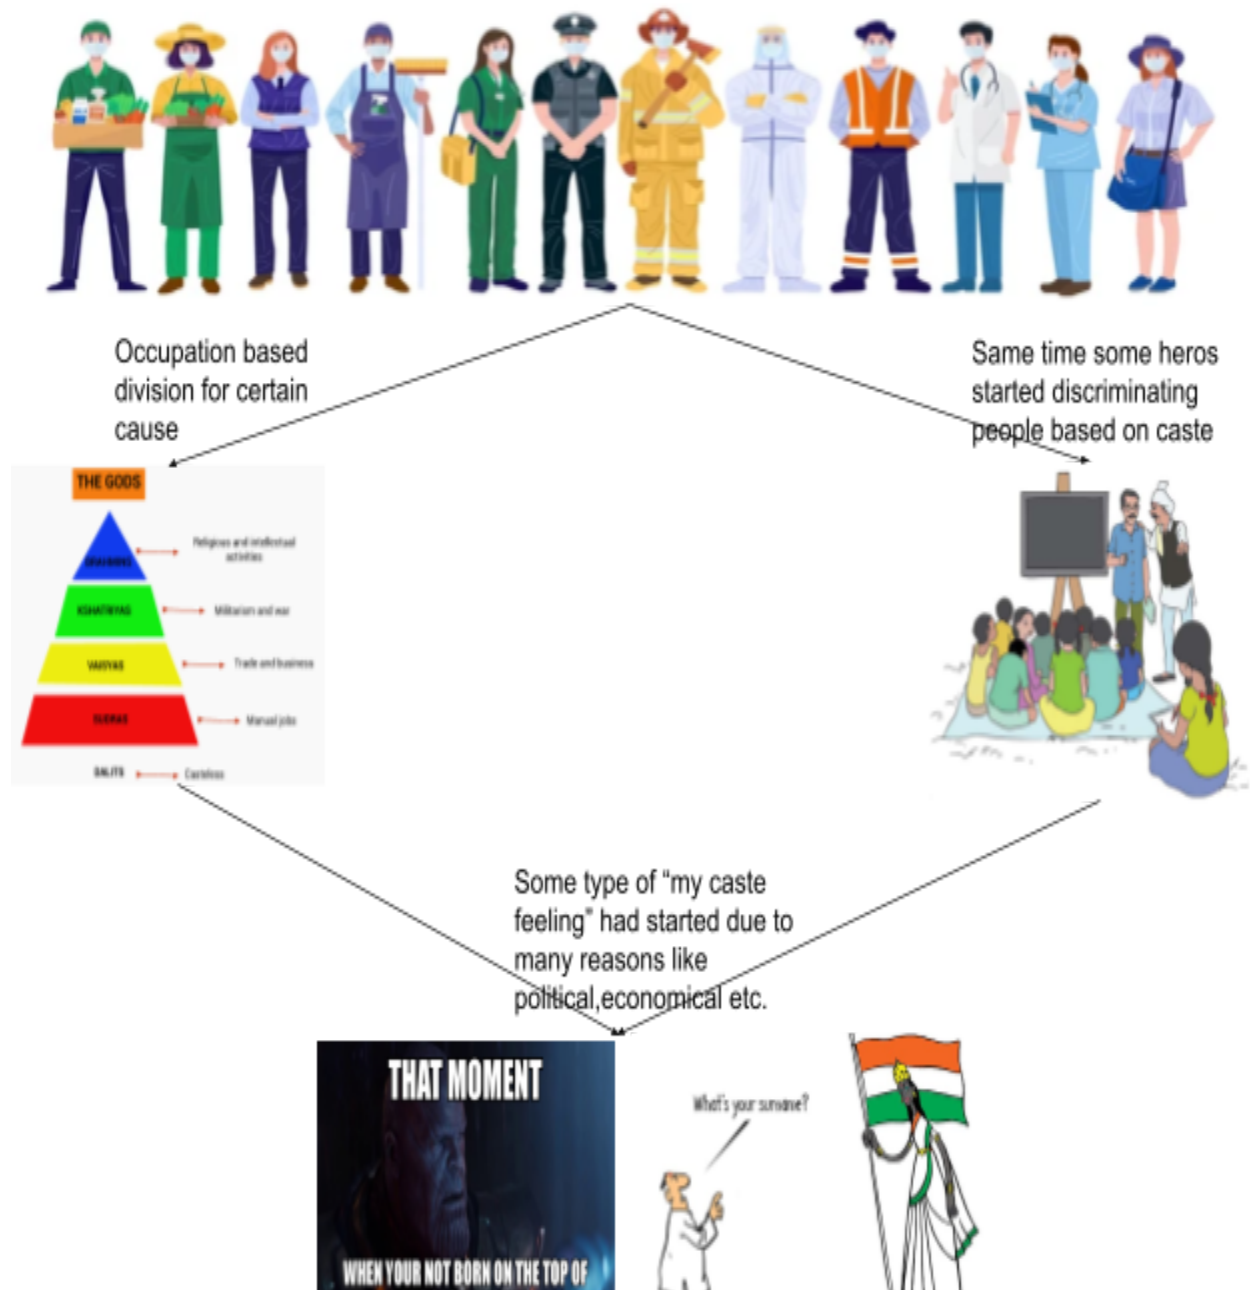 Occupation based
division for certain
cause
Same time some heros
started discriminating
people based on caste
THE GODS
BRAHMINS
Religious and intellectual
activities
KSHATRIYAS
Militarism and war
VAISYAS
Trade and business
SUDRAS
Manual jobs
DALITS
Casteless
Some type of “my caste
feeling” had started due to
many reasons like
political,economical etc.
THAT MOMENT
WHEN YOUR NOT BORN ON THE TOP OF
What's your surname?